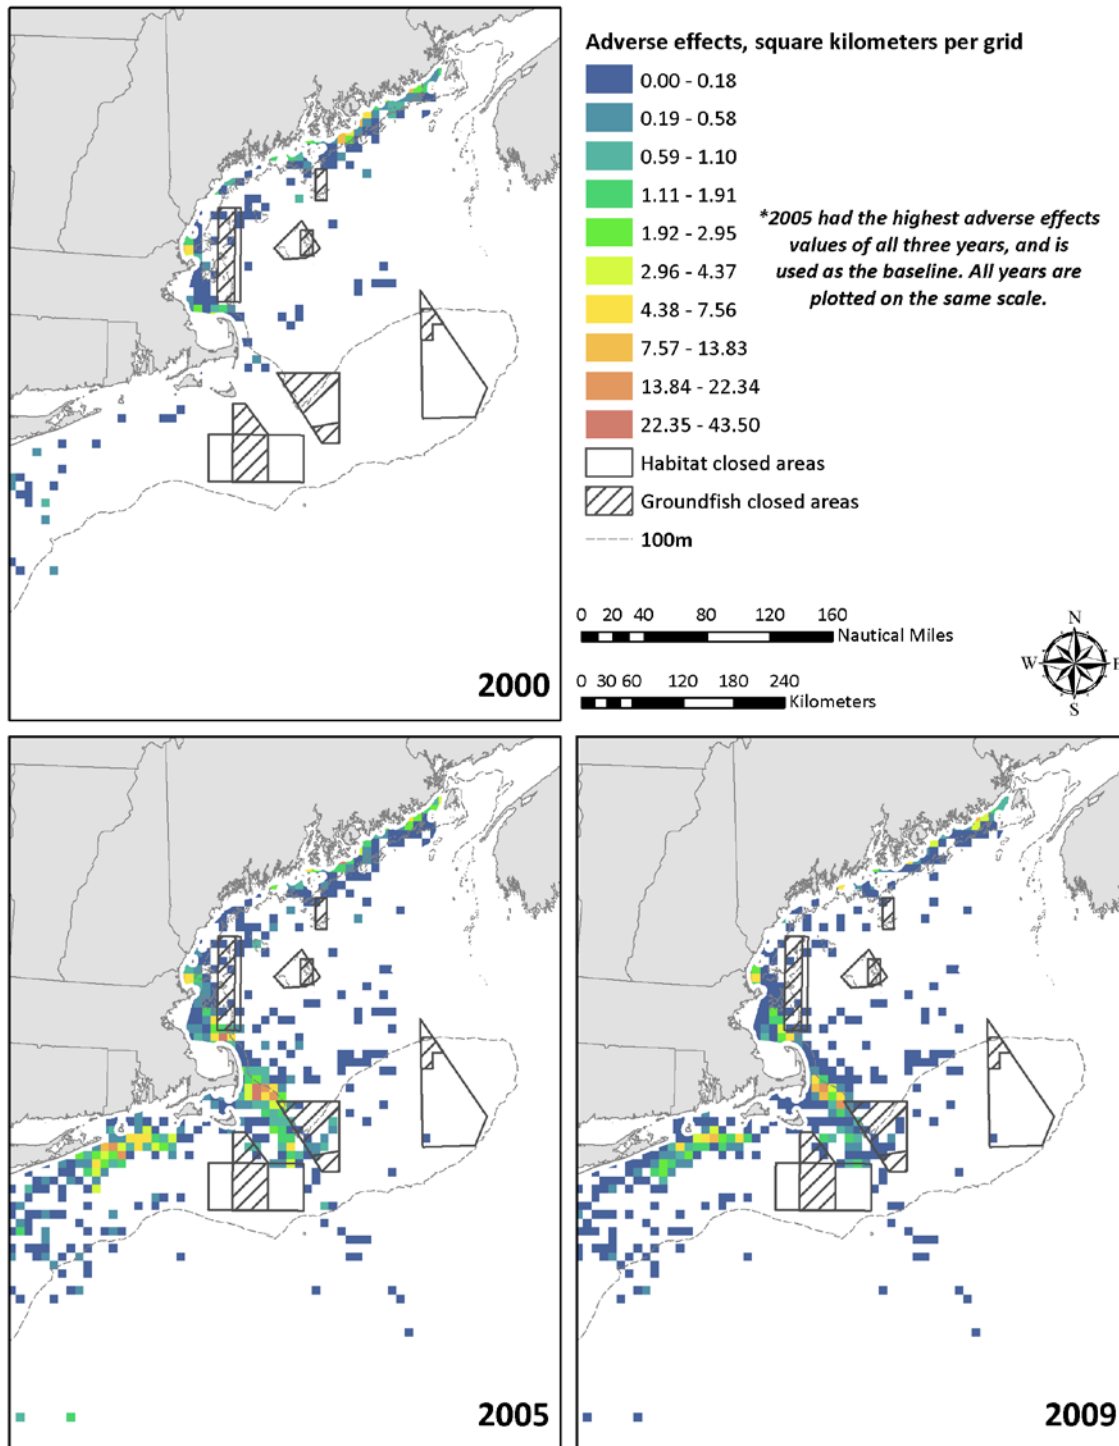 Adverse effects, square kilometers per grid
0.00 - 0.18
0.19 - 0.58
0.59 - 1.10
1.11 - 1.91
1.92 - 2.95
2.96 - 4.37
4.38 - 7.56
7.57 - 13.83
13.84 - 22.34
22.35 - 43.50
Habitat closed areas
Groundfish closed areas
100m
*2005 had the highest adverse effects
values of all three years, and is
used as the baseline. All years are
plotted on the same scale.
0 20 40 80 120 160
Nautical Miles
0 30 60 120 180 240
Kilometers
N
W E
S
2000
2005
2009